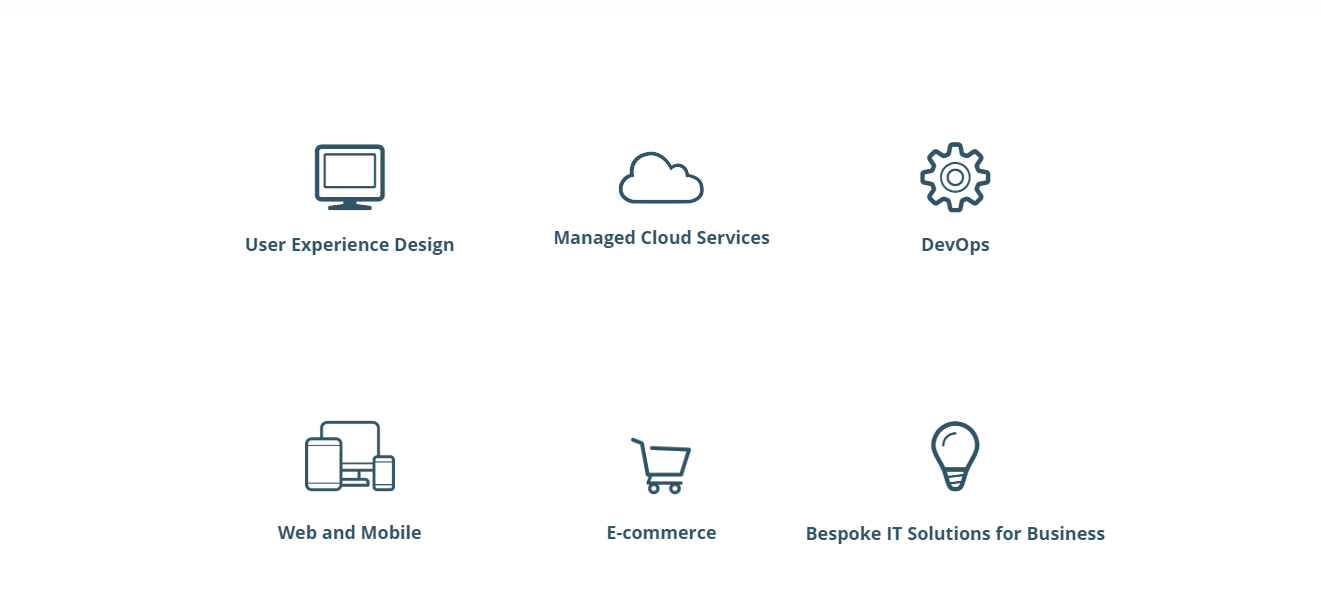 User Experience Design
Managed Cloud Services
DevOps
Web and Mobile
E-commerce
Bespoke IT Solutions for Business